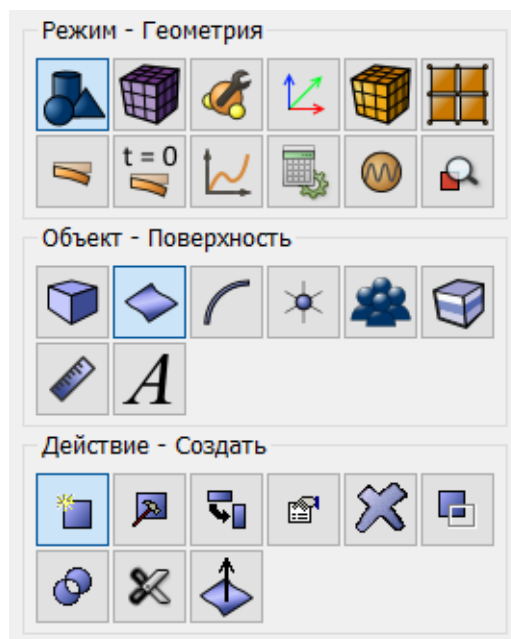 Режим - Геометрия
t = 0
Объект - Поверхность
A
Действие - Создать